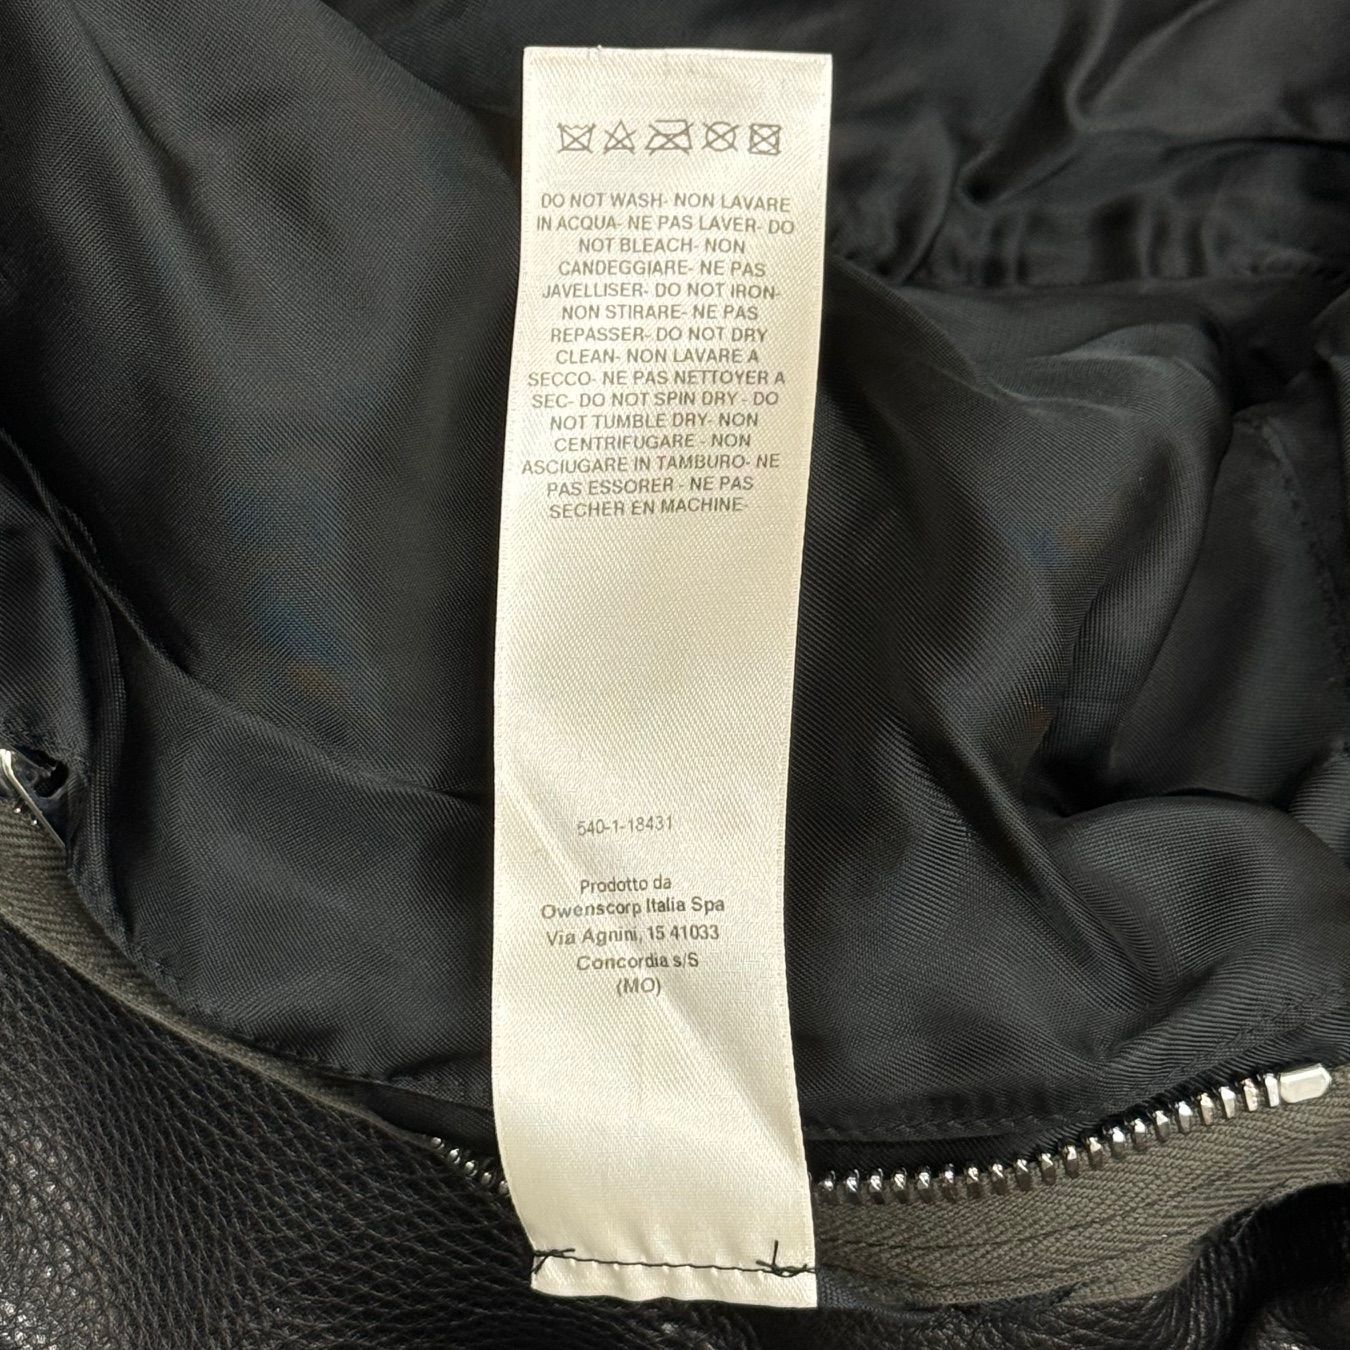 DO NOT WASH- NON LAVARE
IN ACQUA- NE PAS LAVER- DO
NOT BLEACH- NON
CANDEGGIARE- NE PAS
JAVELLISER- DO NOT IRON-
NON STIRARE- NE PAS
REPASSER- DO NOT DRY
CLEAN- NON LAVARE A
SECCO- NE PAS NETTOYER A
SEC- DO NOT SPIN DRY - DO
NOT TUMBLE DRY- NON
CENTRIFUGARE - NON
ASCIUGARE IN TAMBURO- NE
PAS ESSORER - NE PAS
SECHER EN MACHINE-
640-1-18431
Prodotto da
Owenscorp Italia Spa
Via Agnini, 15 41033
Concordia s/S
(MO)